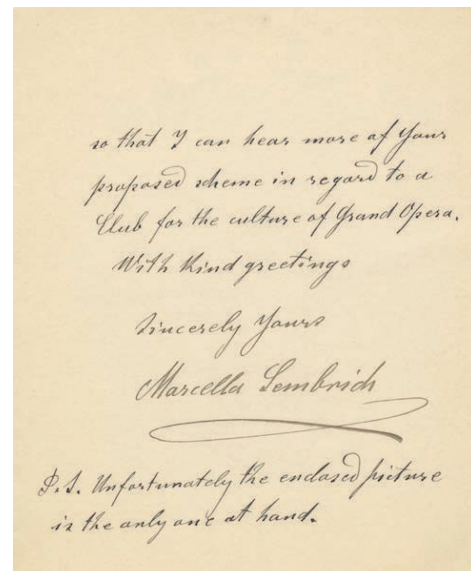 so that I can hear more of Your
proposed scheme in regard to a
Club for the culture of Grand Opera.
With Kind greetings
Sincerely Yours
Marcella Sembrich
P.S. Unfortunately the enclosed picture
is the only one at hand.